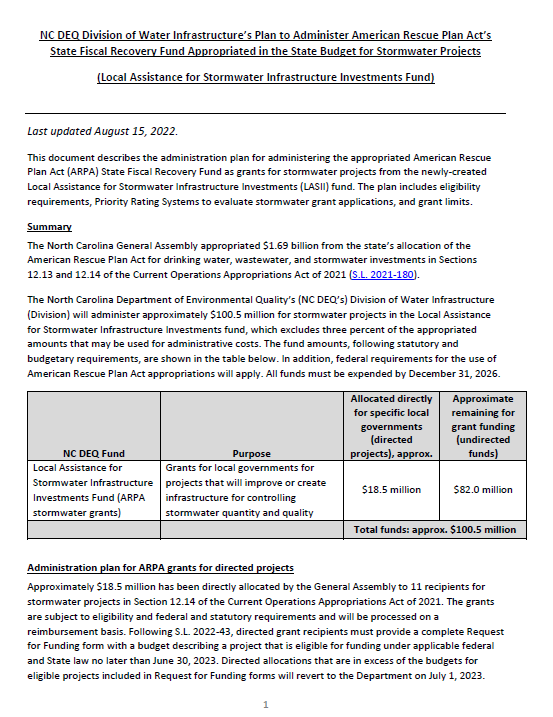 NC DEQ Division of Water Infrastructure's Plan to Administer American Rescue Plan Act's
State Fiscal Recovery Fund Appropriated in the State Budget for Stormwater Projects
(Local Assistance for Stormwater Infrastructure Investments Fund)
Last updated August 15, 2022.
This document describes the administration plan for administering the appropriated American Rescue
Plan Act (ARPA) State Fiscal Recovery Fund as grants for stormwater projects from the newly-created
Local Assistance for Stormwater Infrastructure Investments (LASII) fund. The plan includes eligibility
requirements, Priority Rating Systems to evaluate stormwater grant applications, and grant limits.
Summary
The North Carolina General Assembly appropriated $1.69 billion from the state's allocation of the
American Rescue Plan Act for drinking water, wastewater, and stormwater investments in Sections
12.13 and 12.14 of the Current Operations Appropriations Act of 2021 (S.L. 2021-180).
The North Carolina Department of Environmental Quality's (NC DEQ's) Division of Water Infrastructure
(Division) will administer approximately $100.5 million for stormwater projects in the Local Assistance
for Stormwater Infrastructure Investments fund, which excludes three percent of the appropriated
amounts that may be used for administrative costs. The fund amounts, following statutory and
budgetary requirements, are shown in the table below. In addition, federal requirements for the use of
American Rescue Plan Act appropriations will apply. All funds must be expended by December 31, 2026.
NC DEQ Fund
Purpose
Allocated directly
for specific local
governments
(directed
projects), approx.
Approximate
remaining for
grant funding
(undirected
funds)
Local Assistance for
Stormwater Infrastructure
Investments Fund (ARPA
stormwater grants)
Grants for local governments for
projects that will improve or create
infrastructure for controlling
stormwater quantity and quality
$18.5 million
$82.0 million
Total funds: approx. $100.5 million
Administration plan for ARPA grants for directed projects
Approximately $18.5 million has been directly allocated by the General Assembly to 11 recipients for
stormwater projects in Section 12.14 of the Current Operations Appropriations Act of 2021. The grants
are subject to eligibility and federal and statutory requirements and will be processed on a
reimbursement basis. Following S.L. 2022-43, directed grant recipients must provide a complete Request
for Funding form with a budget describing a project that is eligible for funding under applicable federal
and State law no later than June 30, 2023. Directed allocations that are in excess of the budgets for
eligible projects included in Request for Funding forms will revert to the Department on July 1, 2023.
1